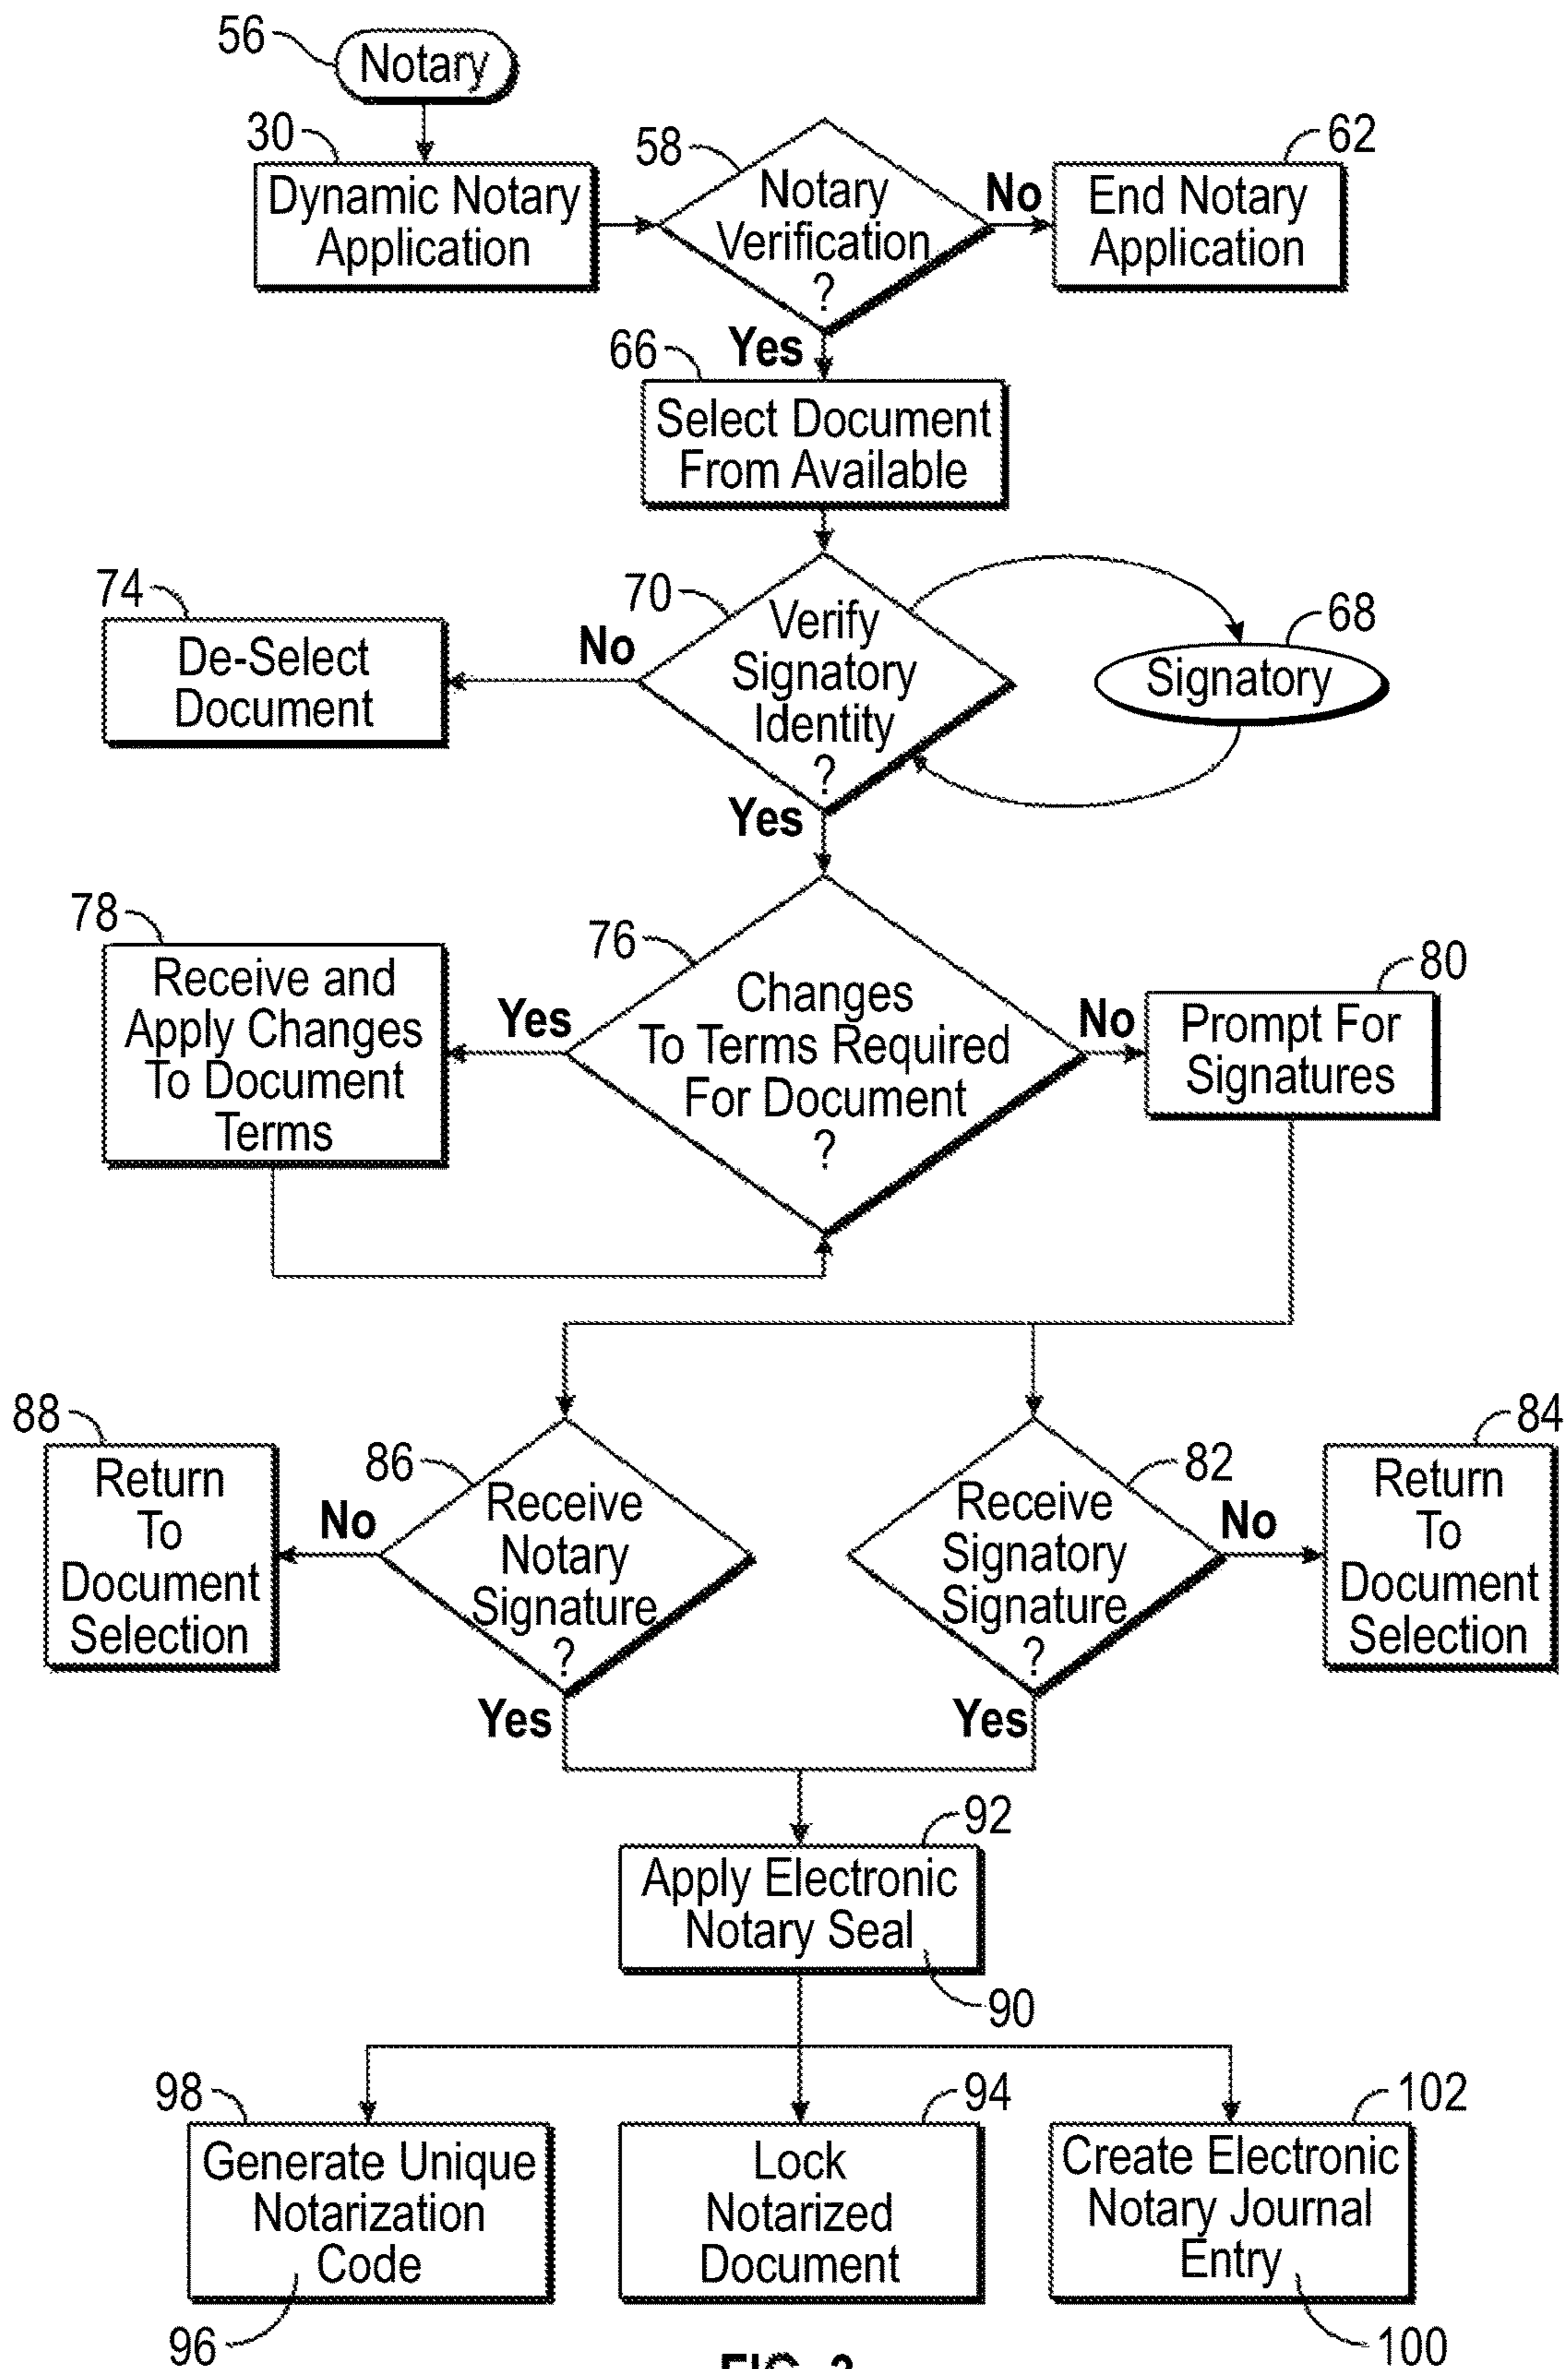 56
Notary
30
Dynamic Notary
Application
58
Notary
Verification
?
No
62
End Notary
Application
Yes
66
Select Document
From Available
74
De-Select
Document
No
70
Verify
Signatory
Identity
?
68
Signatory
Yes
78
Receive and
Apply Changes
To Document
Terms
Yes
76
Changes
To Terms Required
For Document
?
No
80
Prompt For
Signatures
88
Return
To
Document
Selection
No
86
Receive
Notary
Signature
?
Yes
82
Receive
Signatory
Signature
?
Yes
No
84
Return
To
Document
Selection
92
Apply Electronic
Notary Seal
90
98
Generate Unique
Notarization
Code
96
94
Lock
Notarized
Document
102
Create Electronic
Notary Journal
Entry
100